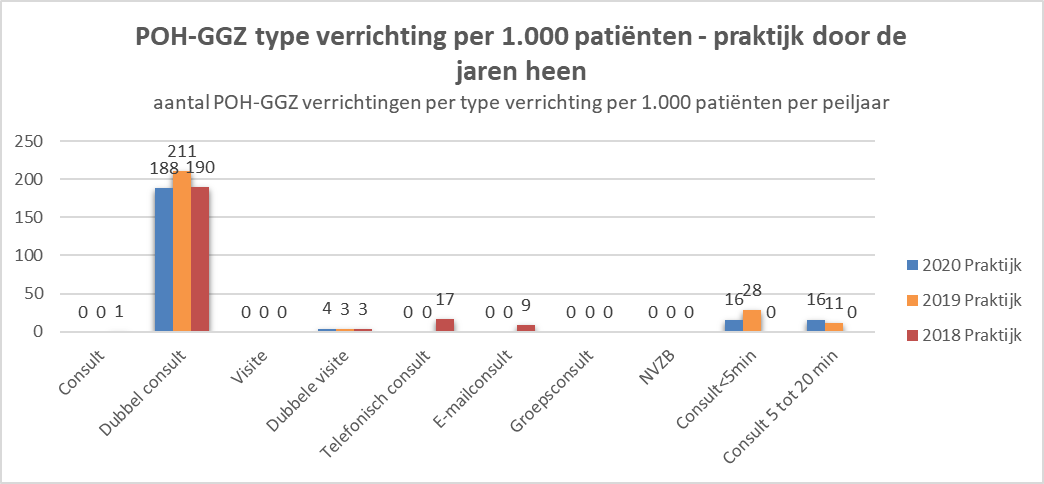 POH-GGZ type verrichting per 1.000 patiënten - praktijk door de
jaren heen
aantal POH-GGZ verrichtingen per type verrichting per 1.000 patiënten per peiljaar
250
200
150
100
50
0
0 0 1
188 211 190
0 0 0
4 3 3
0 0 17
0 0 9
0 0 0
0 0 0
16 28 0
16 11 0
Consult
Dubbel consult
Visite
Dubbele visite
Telefonisch consult
E-mailconsult
Groepsconsult
NVZB
Consult<5min
Consult 5 tot 20 min
2020 Praktijk
2019 Praktijk
2018 Praktijk